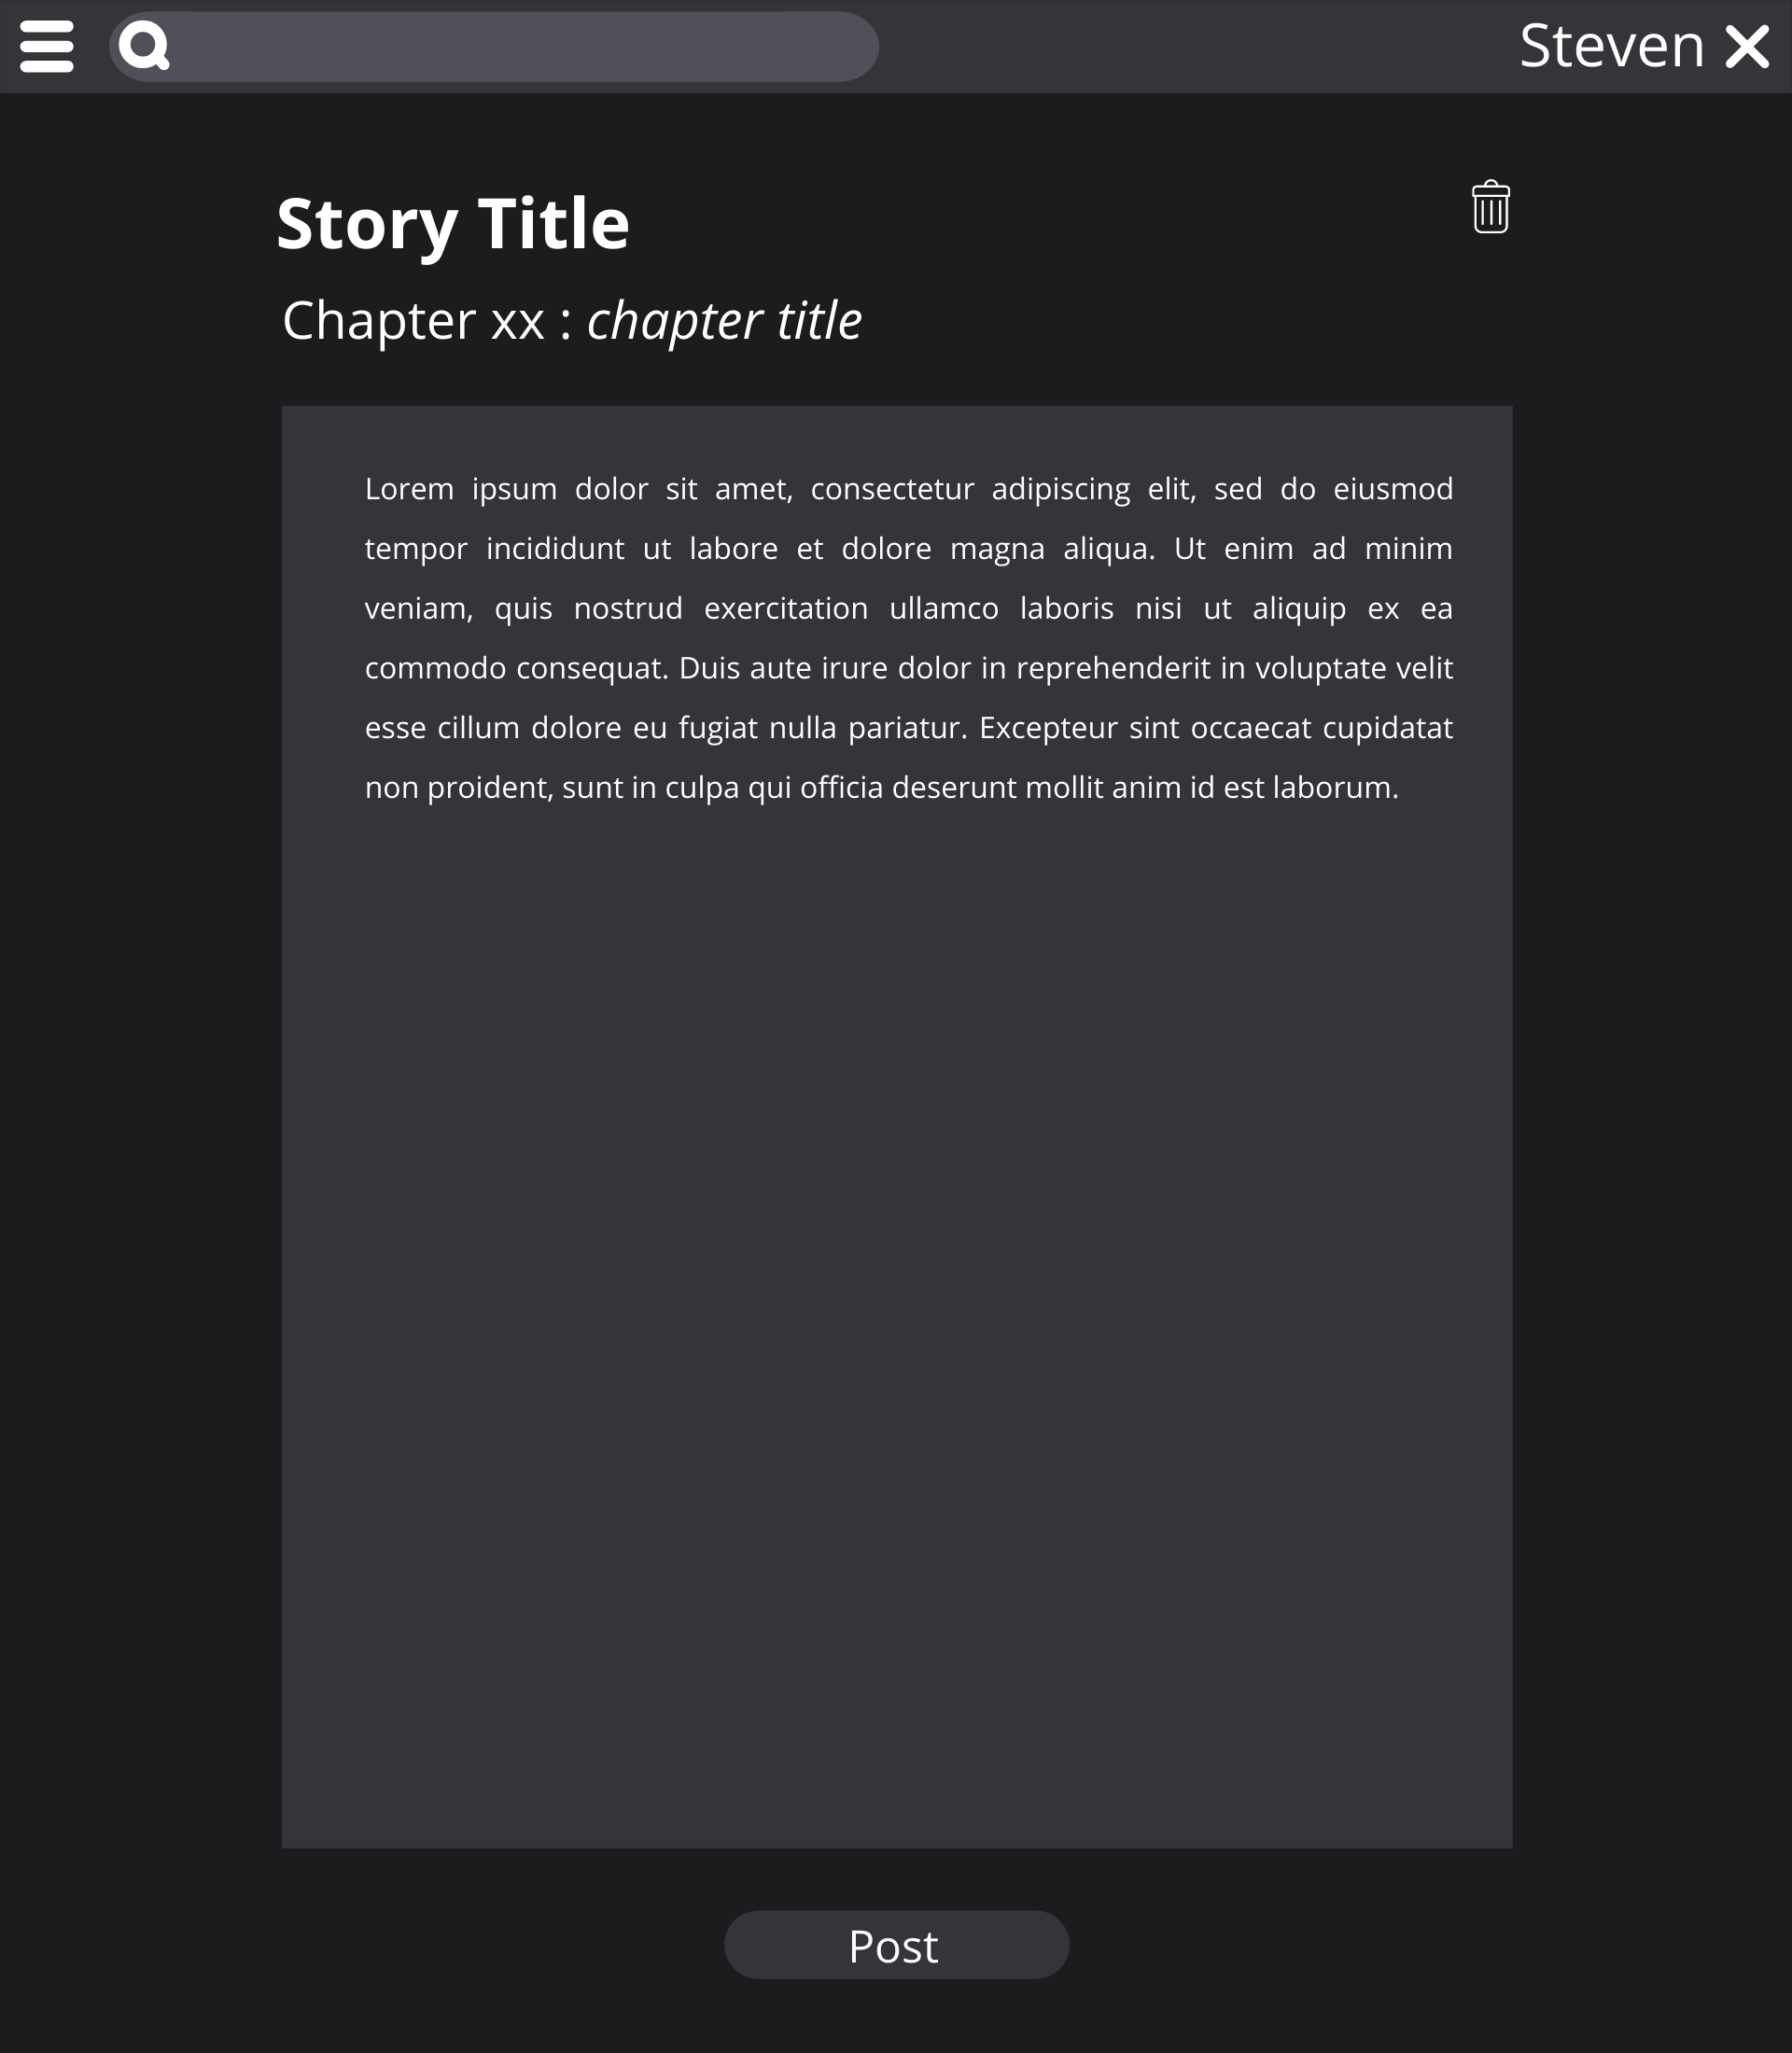 Steven
Story Title
Chapter xx : chapter title
Lorem ipsum dolor sit amet, consectetur adipiscing elit, sed do eiusmod
tempor incididunt ut labore et dolore magna aliqua. Ut enim ad minim
veniam, quis nostrud exercitation ullamco laboris nisi ut aliquip ex ea
commodo consequat. Duis aute irure dolor in reprehenderit in voluptate velit
esse cillum dolore eu fugiat nulla pariatur. Excepteur sint occaecat cupidatat
non proident, sunt in culpa qui officia deserunt mollit anim id est laborum.
Post